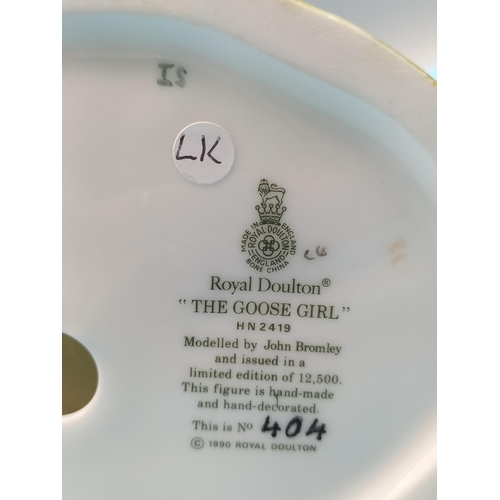 IS
LK
MADE IN ENGLAND
ROYAL DOULTON
ENGLAND
BONE CHINA
Royal Doulton®
"THE GOOSE GIRL"
HN2419
Modelled by John Bromley
and issued in a
limited edition of 12,500.
This figure is hand-made
and hand-decorated.
This is Nº 404
© 1990 ROYAL DOULTON